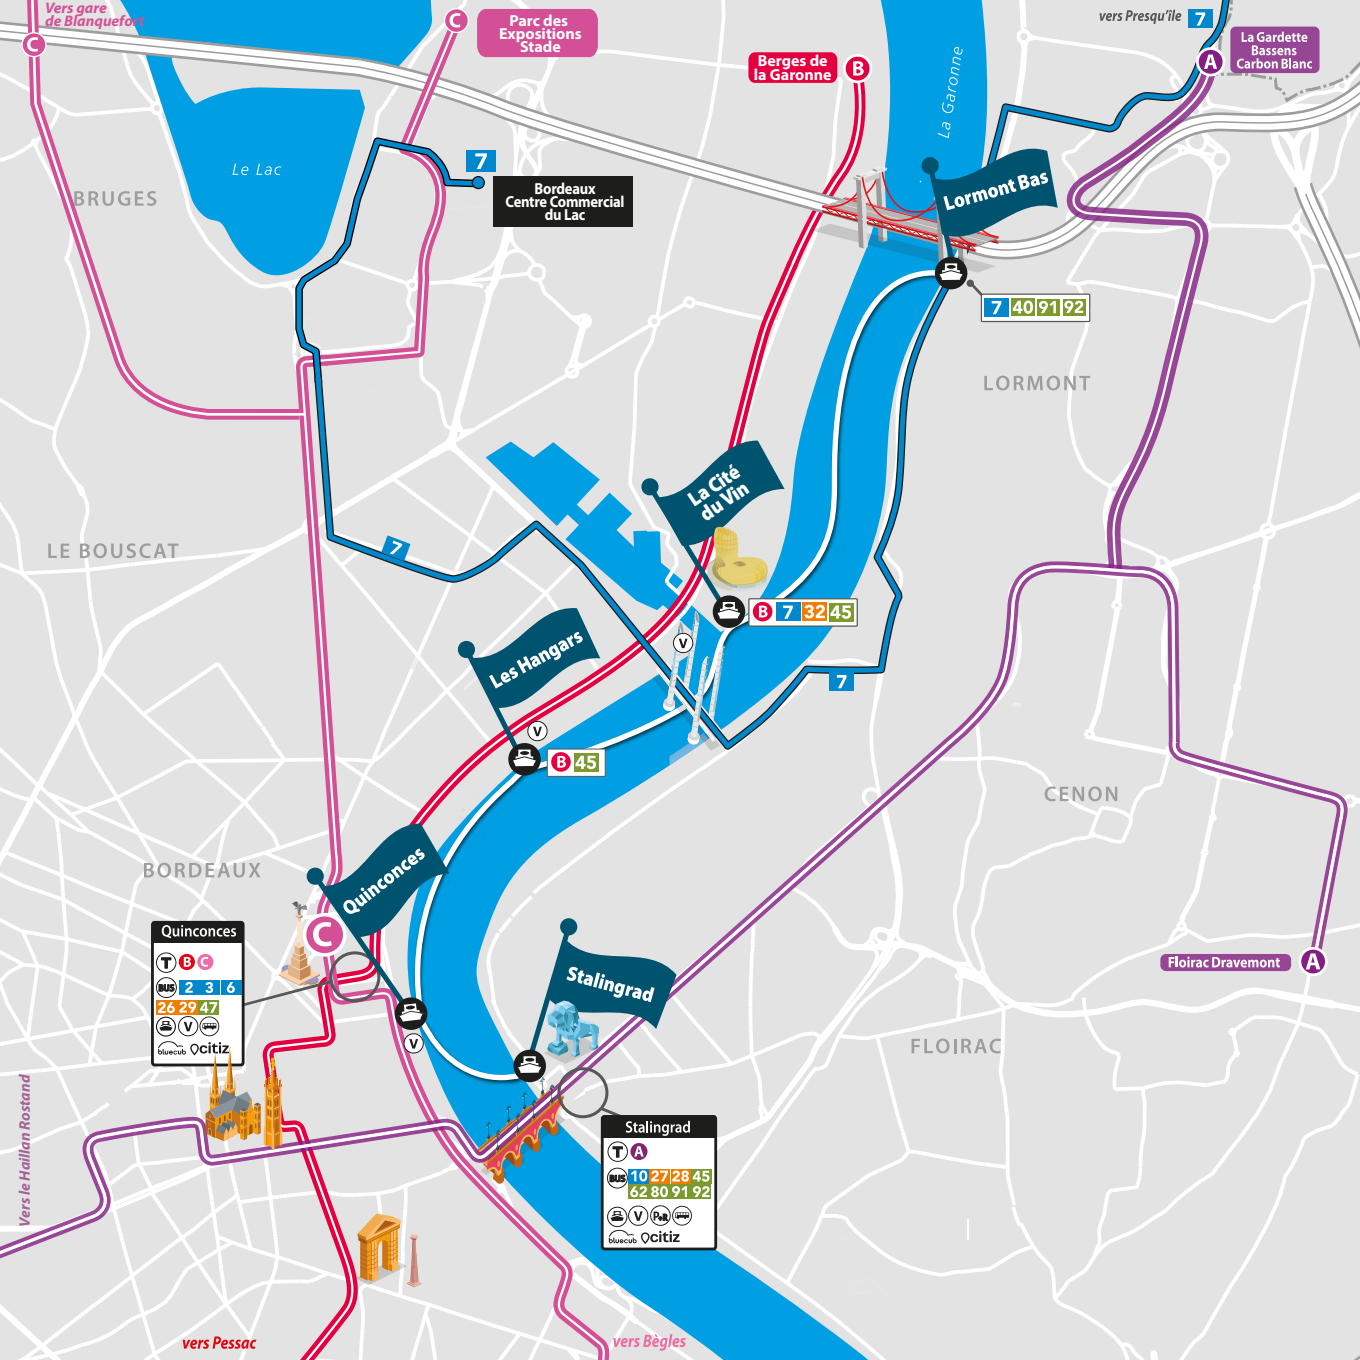 Vers gare
de Blanquefort
C
C
Parc des
Expositions
Stade
vers Presqu'île
7
A
La Gardette
Bassens
Carbon Blanc
Berges de
la Garonne
B
La Garonne
Le Lac
BRUGES
7
Bordeaux
Centre Commercial
du Lac
Lormont Bas
7 40 91 92
LORMONT
La Cité
du Vin
LE BOUSCAT
7
B 7 32 45
V
Les Hangars
7
V
B 45
CENON
BORDEAUX
Quinconces
C
Quinconces
T B C
BUS 2 3 6
26 29 47
V
bluecub citiz
V
Stalingrad
Floirac Dravemont
A
FLOIRAC
Stalingrad
T A
BUS 10 27 28 45
62 80 91 92
V P+R
bluecub citiz
Vers le Haillan Rostand
vers Pessac
vers Bègles